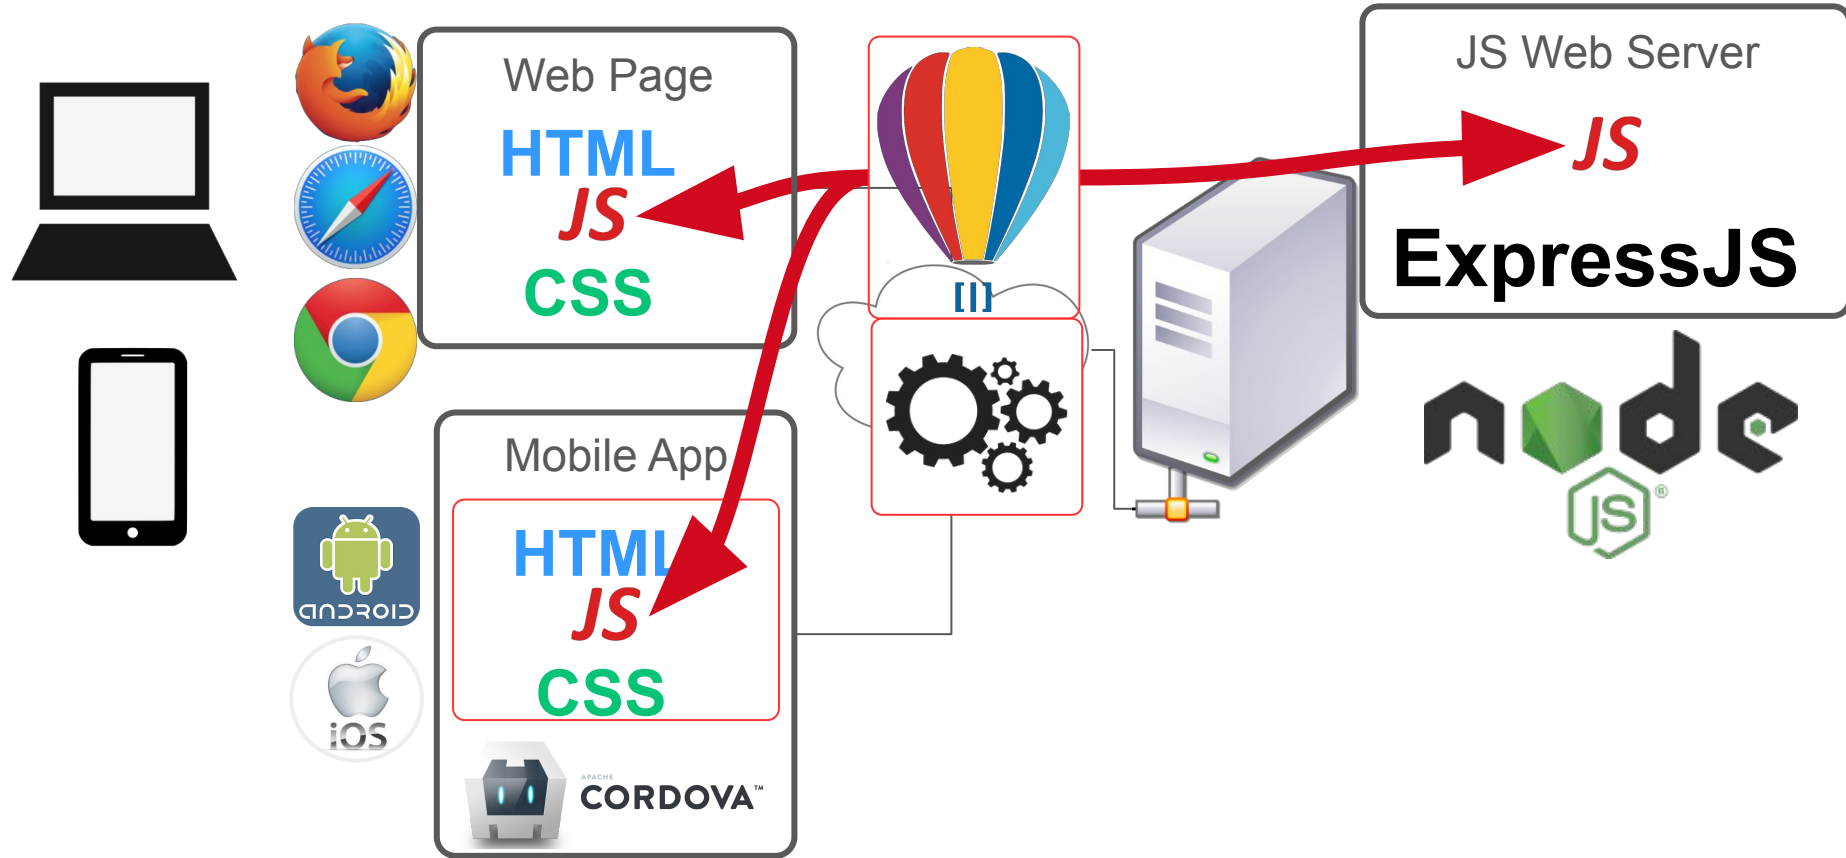 Web Page
HTML
JS
CSS
[|]
JS Web Server
JS
ExpressJS
node
JS®
Mobile App
HTML
JS
CSS
ANDROID
iOS
APACHE
CORDOVA™